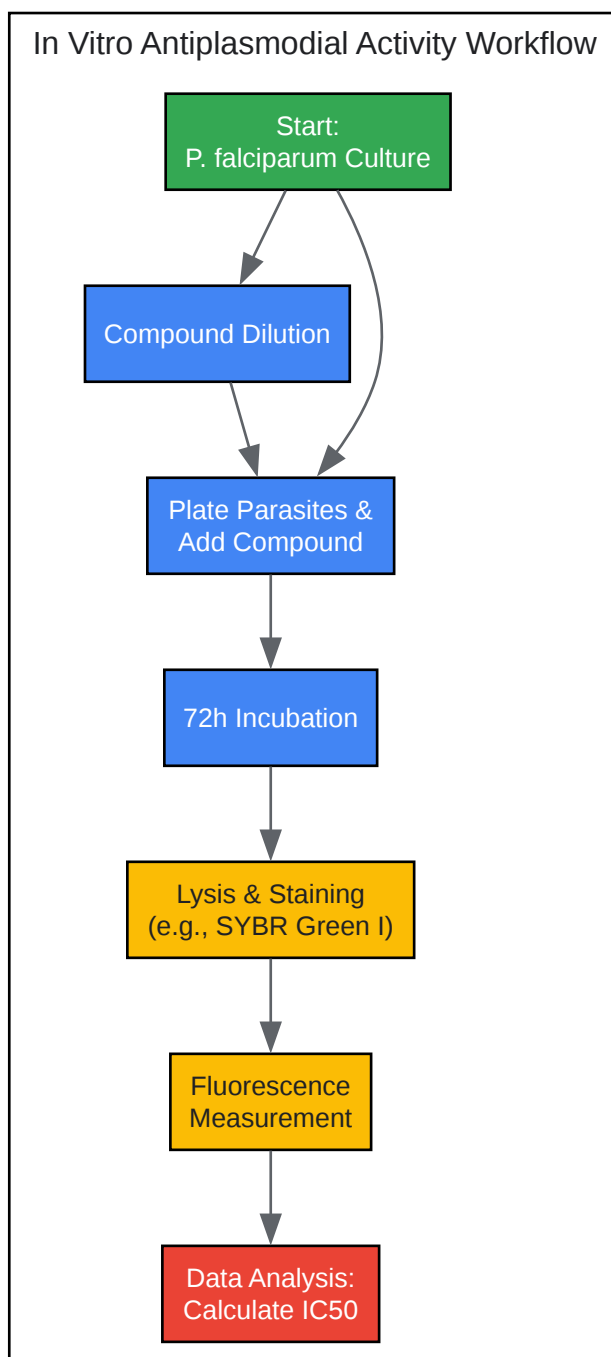 In Vitro Antiplasmodial Activity Workflow
Start:
P. falciparum Culture
Compound Dilution
Plate Parasites &
Add Compound
72h Incubation
Lysis & Staining
(e.g., SYBR Green I)
Fluorescence
Measurement
Data Analysis:
Calculate IC50